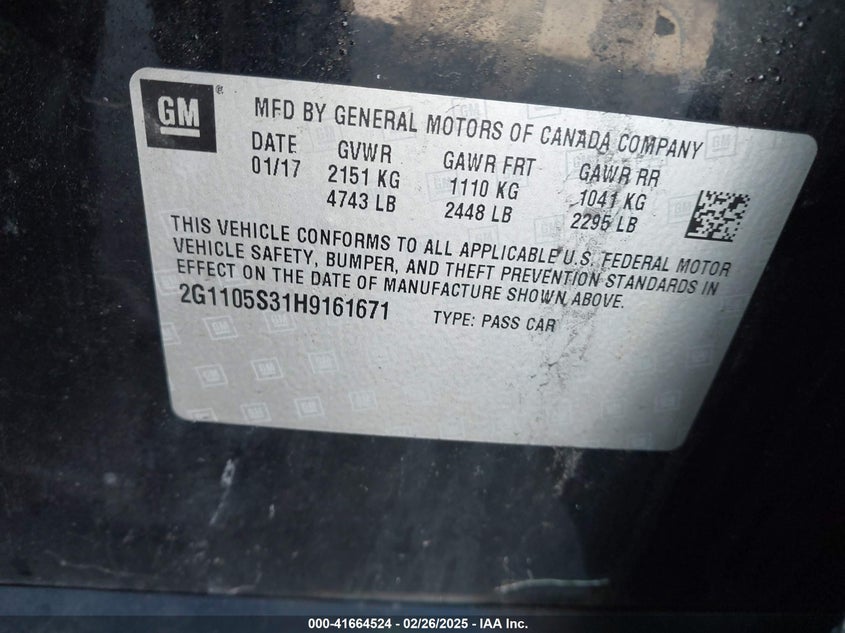 GM
MFD BY GENERAL MOTORS OF CANADA COMPANY
DATE GVWR GAWR FRT GAWR RR
01/17 2151 KG 1110 KG 1041 KG
4743 LB 2448 LB 2295 LB
THIS VEHICLE CONFORMS TO ALL APPLICABLE U.S. FEDERAL MOTOR
VEHICLE SAFETY, BUMPER, AND THEFT PREVENTION STANDARDS IN
EFFECT ON THE DATE OF MANUFACTURE SHOWN ABOVE.
2G1105S31H9161671 TYPE: PASS CAR
000-41664524 - 02/26/2025 - IAA Inc.